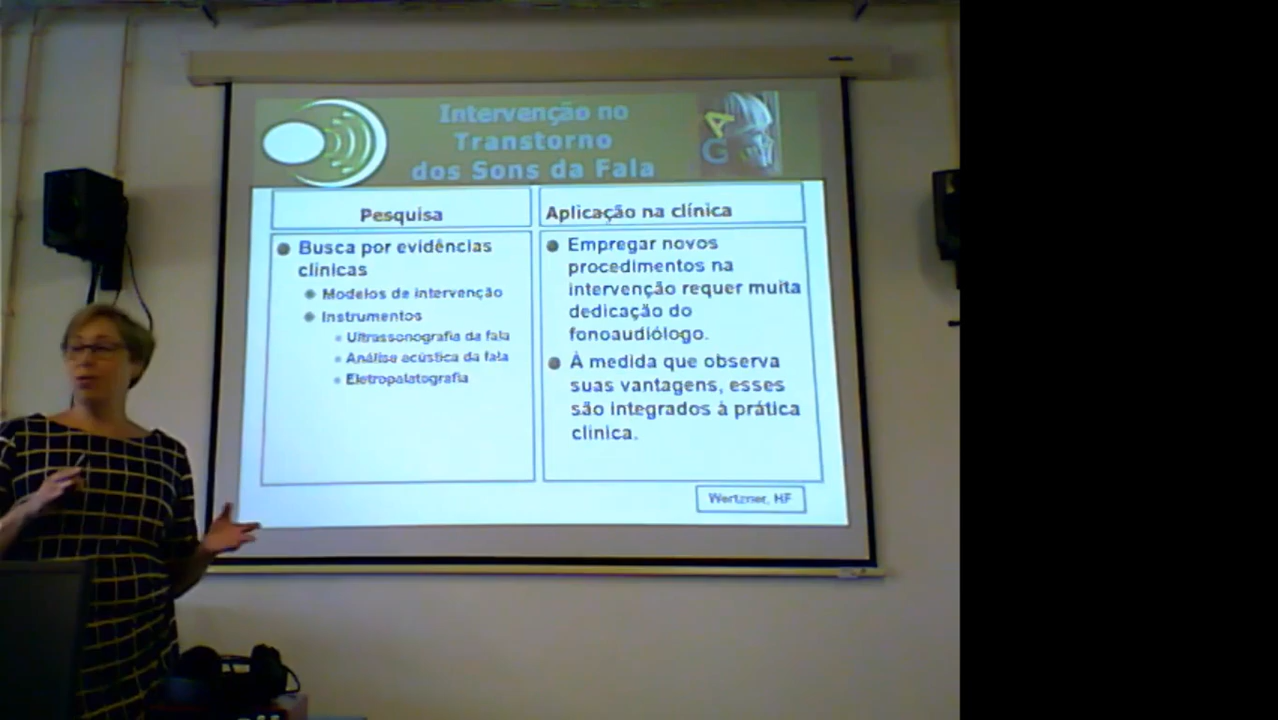 Intervenção no
Transtorno
dos Sons da Fala
A
G
Pesquisa
Busca por evidências
clínicas
Modelos de intervenção
Instrumentos
Ultrassonografia da fala
Análise acústica da fala
Eletropalatografia
Aplicação na clínica
Empregar novos
procedimentos na
intervenção requer muita
dedicação do
fonoaudiólogo.
À medida que observa
suas vantagens, esses
são integrados à prática
clínica.
Wertzner, HF